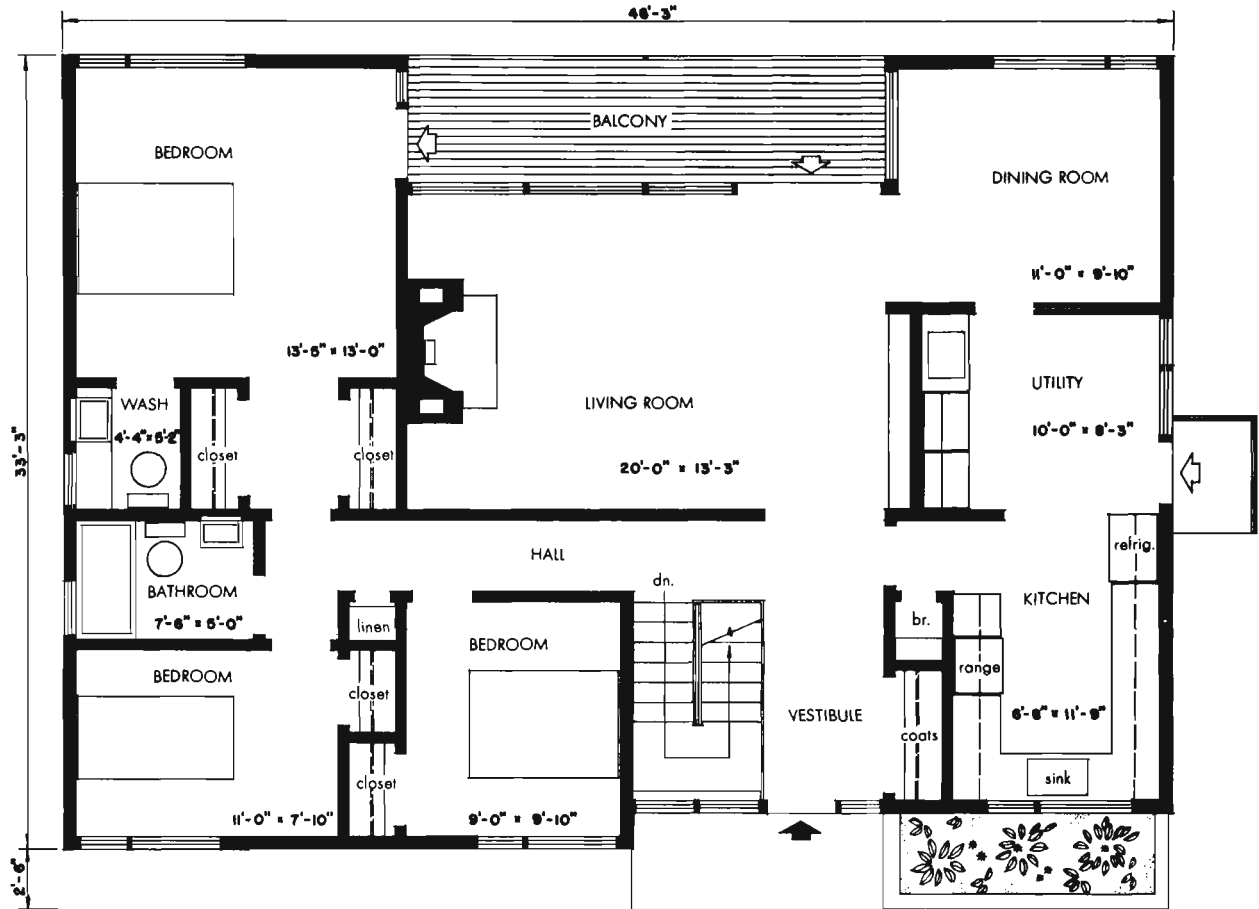 46'-3"
BALCONY
BEDROOM
DINING ROOM
11'-0" × 9'-10"
13'-5" × 13'-0"
WASH
4'-4" × 5'-2"
closet
closet
LIVING ROOM
20'-0" × 13'-3"
UTILITY
10'-0" × 8'-3"
33'-3"
HALL
refrig.
BATHROOM
7'-6" × 5'-0"
dn.
KITCHEN
linen
br.
BEDROOM
BEDROOM
range
closet
VESTIBULE
8'-8" × 11'-9"
coats
closet
sink
11'-0" × 7'-10"
9'-0" × 9'-10"
2'-6"